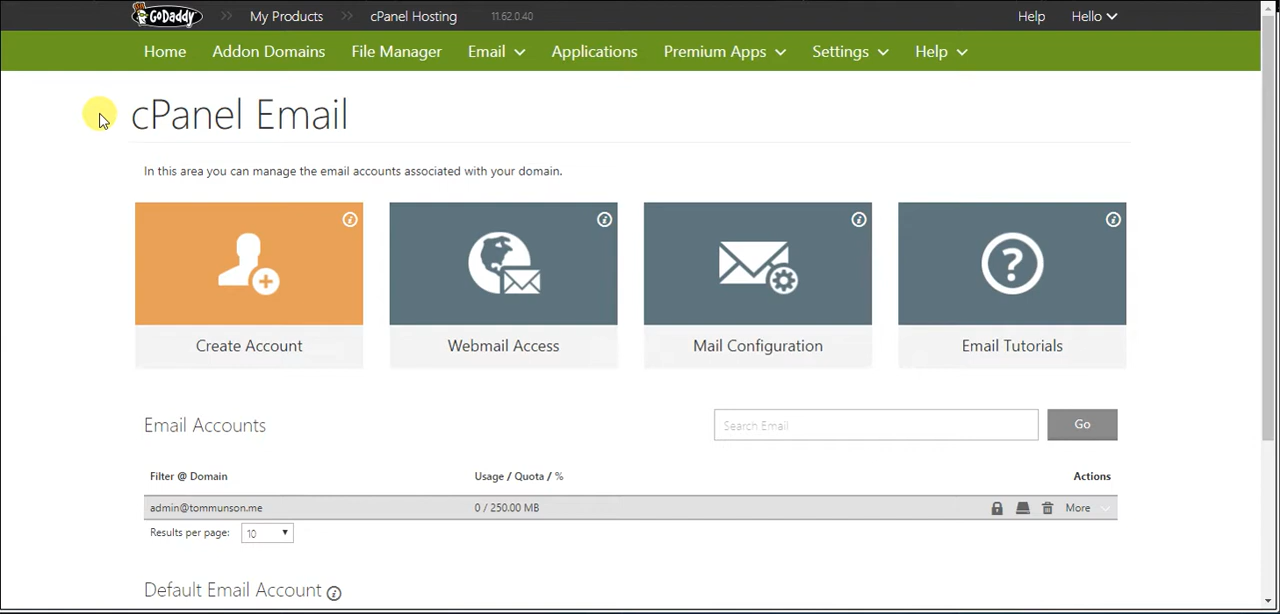 GoDaddy My Products cPanel Hosting 11.62.0.40 Help Hello
Home Addon Domains File Manager Email Applications Premium Apps Settings Help
cPanel Email
In this area you can manage the email accounts associated with your domain.
Create Account Webmail Access Mail Configuration Email Tutorials
Email Accounts Search Email Go
Filter @ Domain Usage / Quota / % Actions
admin@tommunson.me 0 / 250.00 MB More
Results per page: 10
Default Email Account